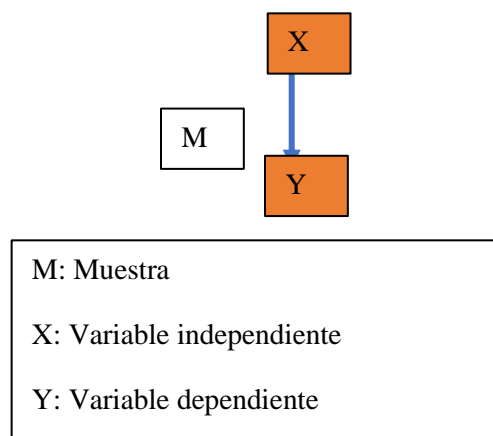 X
M
Y
M: Muestra
X: Variable independiente
Y: Variable dependiente